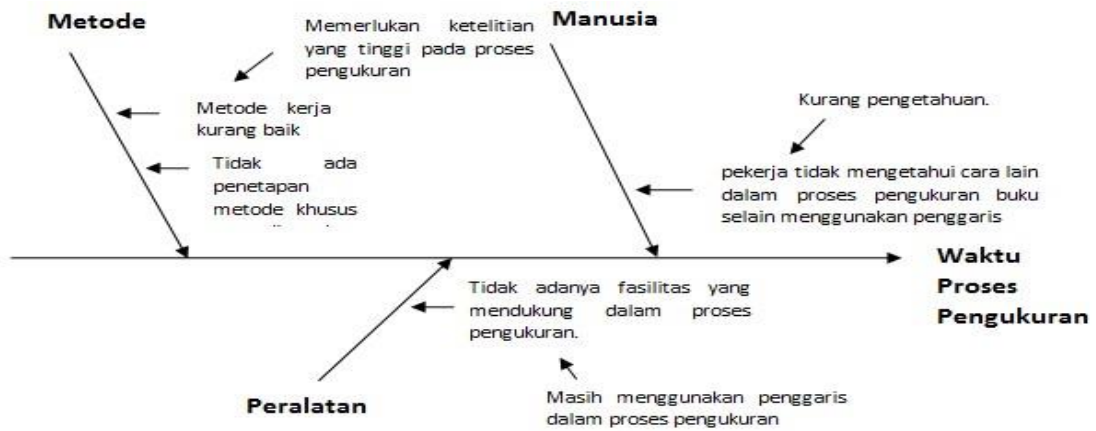 Metode
Memerlukan ketelitian
yang tinggi pada proses
pengukuran
Metode kerja
kurang baik
Tidak ada
penetapan
metode khusus
Manusia
Kurang pengetahuan.
pekerja tidak mengetahui cara lain
dalam proses pengukuran buku
selain menggunakan penggaris
Waktu
Proses
Pengukuran
Tidak adanya fasilitas yang
mendukung dalam proses
pengukuran.
Masih menggunakan penggaris
dalam proses pengukuran
Peralatan